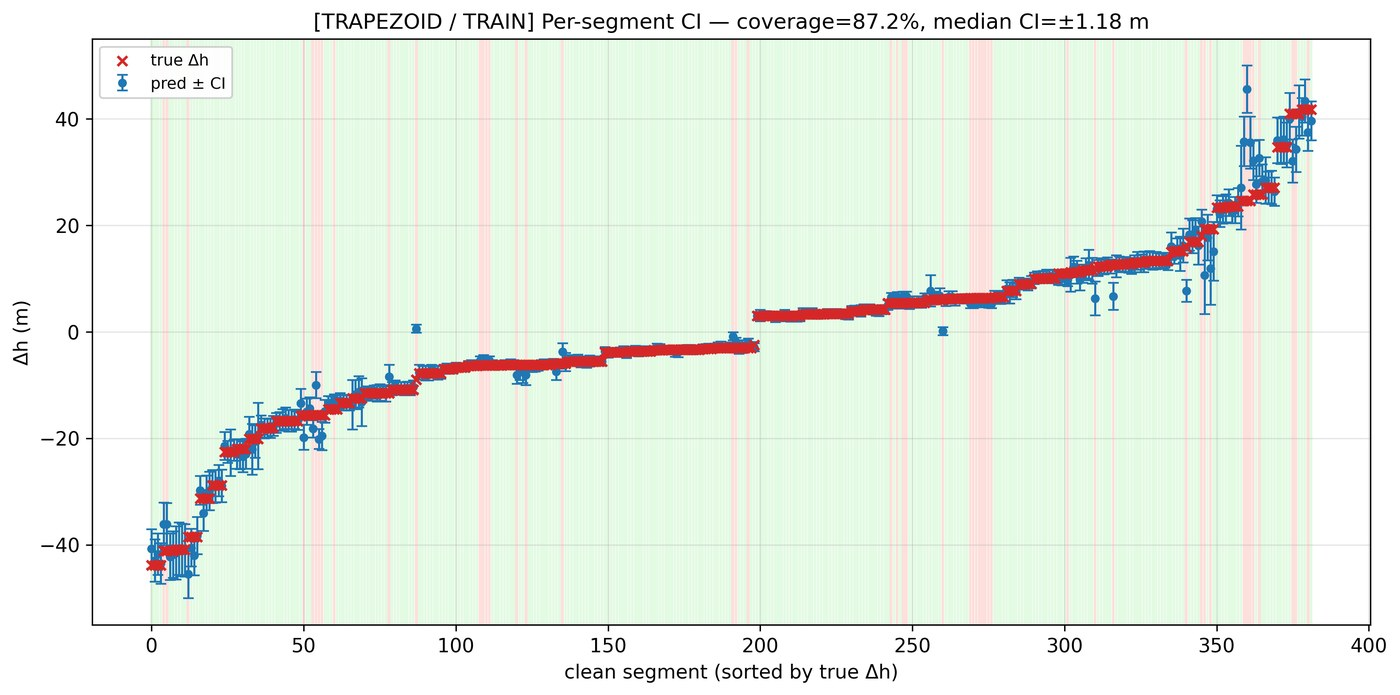 [TRAPEZOID / TRAIN] Per-segment CI — coverage=87.2%, median CI=±1.18 m
true Δh
pred ± CI
40
20
0
−20
−40
Δh (m)
0 50 100 150 200 250 300 350 400
clean segment (sorted by true Δh)